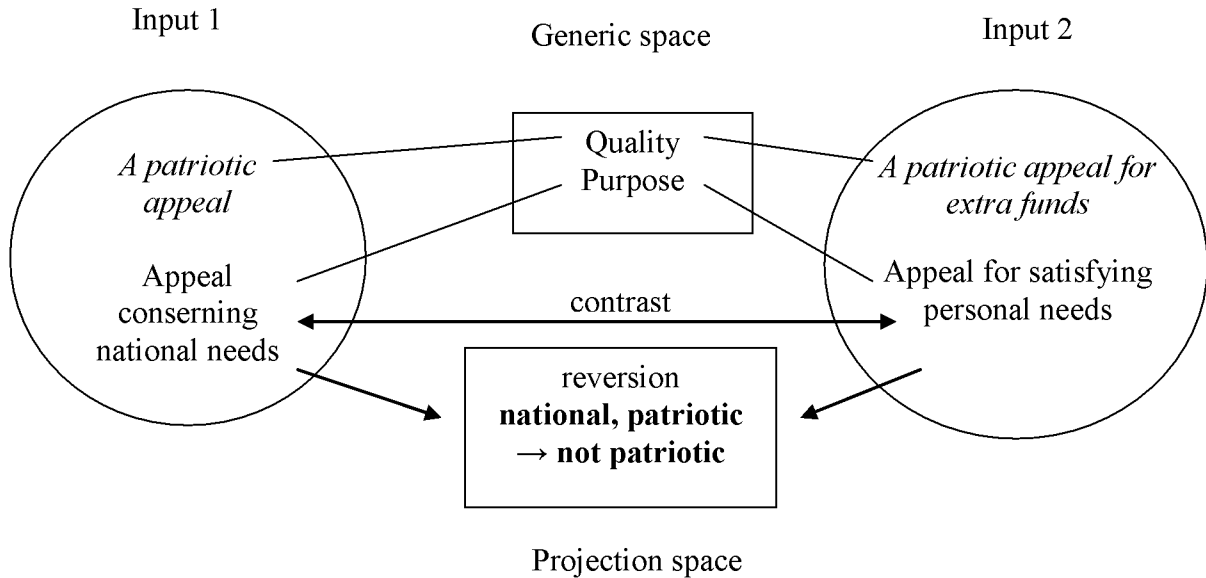 Input 1
Generic space
Input 2
Quality
Purpose
A patriotic
appeal
A patriotic appeal for
extra funds
Appeal
conserning
national needs
Appeal for satisfying
personal needs
contrast
reversion
national, patriotic
→ not patriotic
Projection space